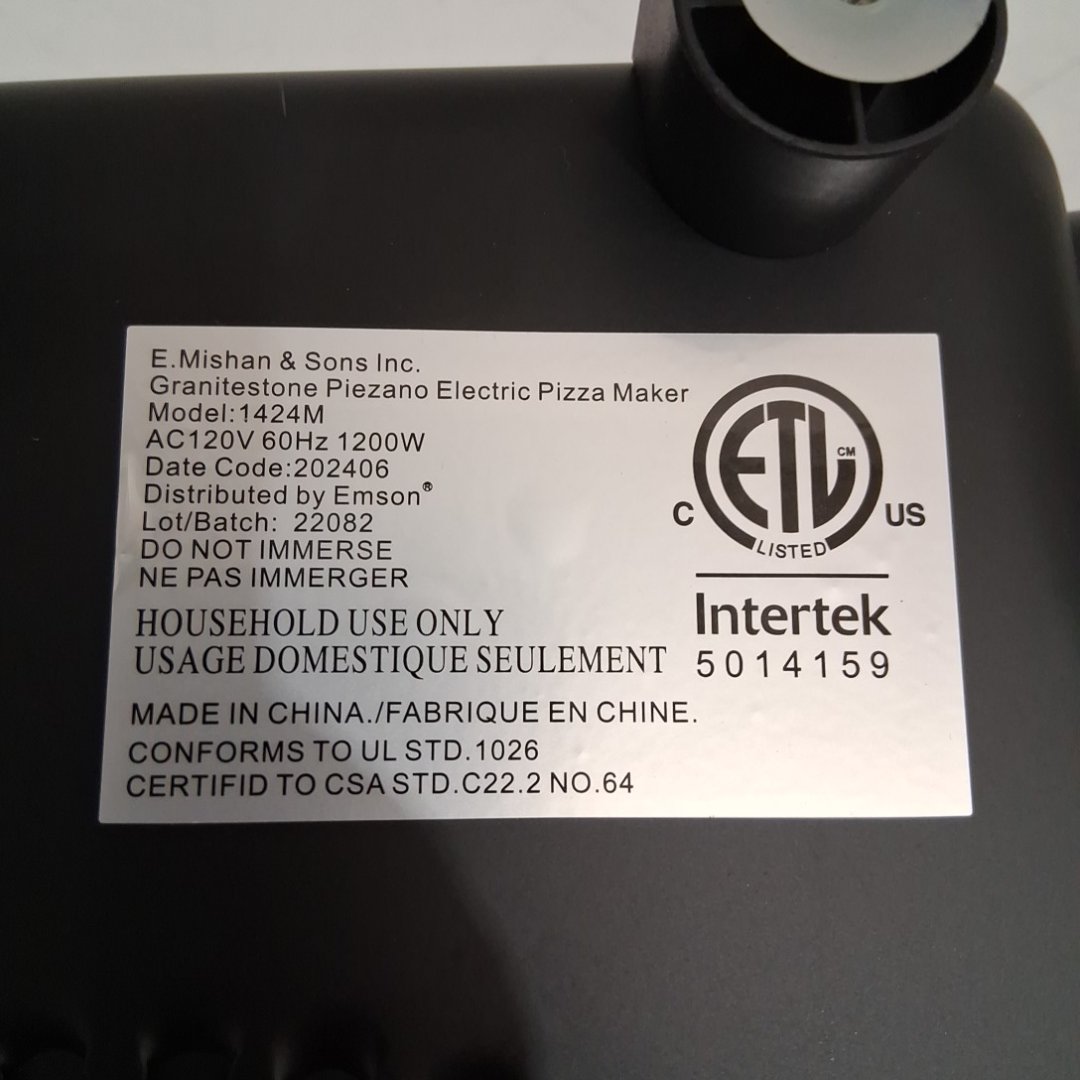 E.Mishan & Sons Inc.
Granitestone Piezano Electric Pizza Maker
Model:1424M
AC120V 60Hz 1200W
Date Code:202406
Distributed by Emson®
Lot/Batch: 22082
DO NOT IMMERSE
NE PAS IMMERGER
HOUSEHOLD USE ONLY
USAGE DOMESTIQUE SEULEMENT
MADE IN CHINA./FABRIQUE EN CHINE.
CONFORMS TO UL STD.1026
CERTIFID TO CSA STD.C22.2 NO.64
ETL CM
C US
LISTED
Intertek
5014159